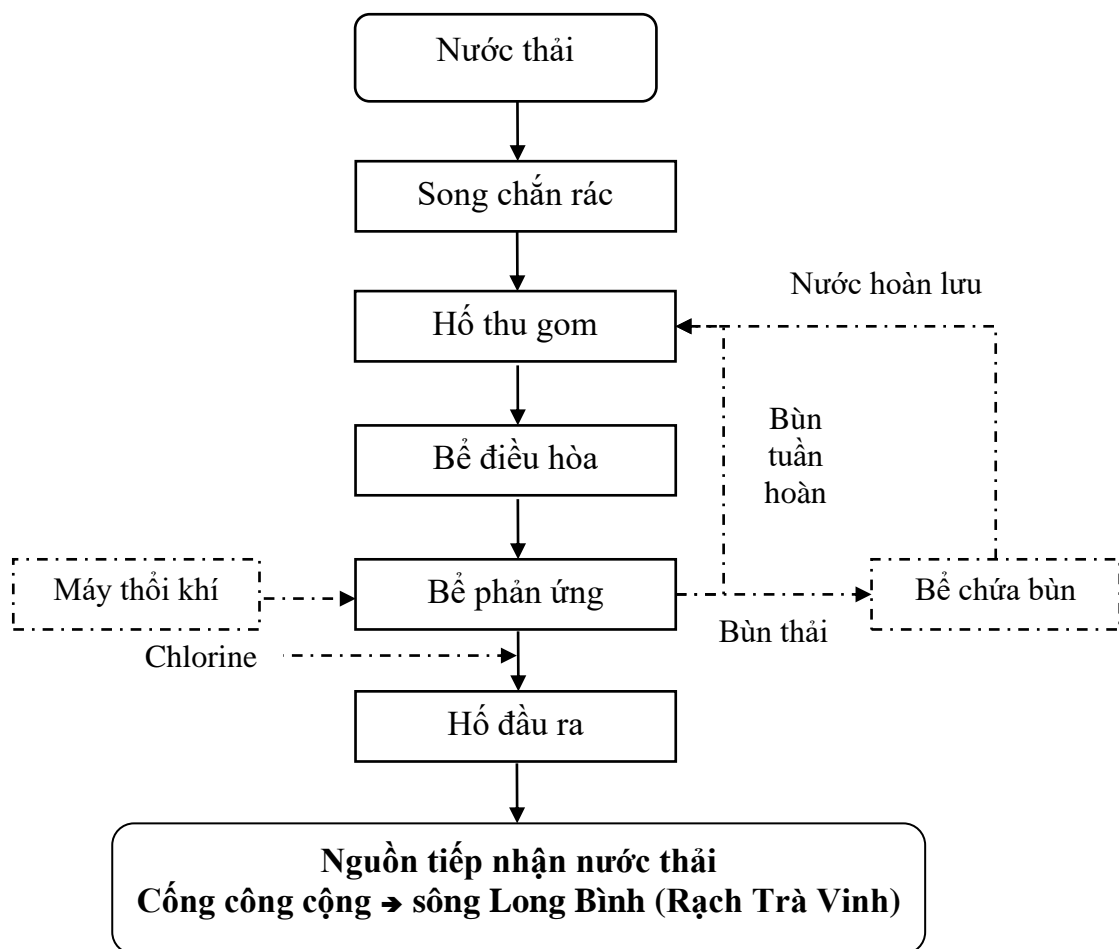 Nước thải
Song chắn rác
Nước hoàn lưu
Hố thu gom
Bùn
tuần
hoàn
Bể điều hòa
Máy thổi khí
Bể phản ứng
Bể chứa bùn
Bùn thải
Chlorine
Hố đầu ra
Nguồn tiếp nhận nước thải
Cống công cộng ➔ sông Long Bình (Rạch Trà Vinh)